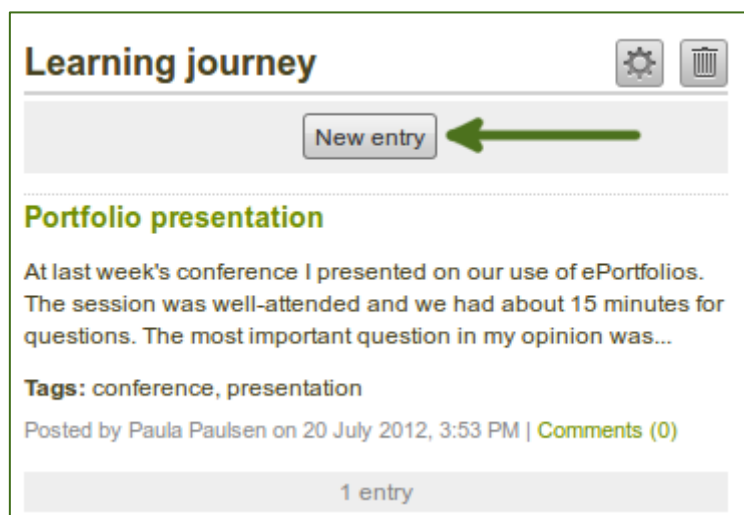 Learning journey
New entry
Portfolio presentation
At last week's conference I presented on our use of ePortfolios.
The session was well-attended and we had about 15 minutes for
questions. The most important question in my opinion was...
Tags: conference, presentation
Posted by Paula Paulsen on 20 July 2012, 3:53 PM | Comments (0)
1 entry